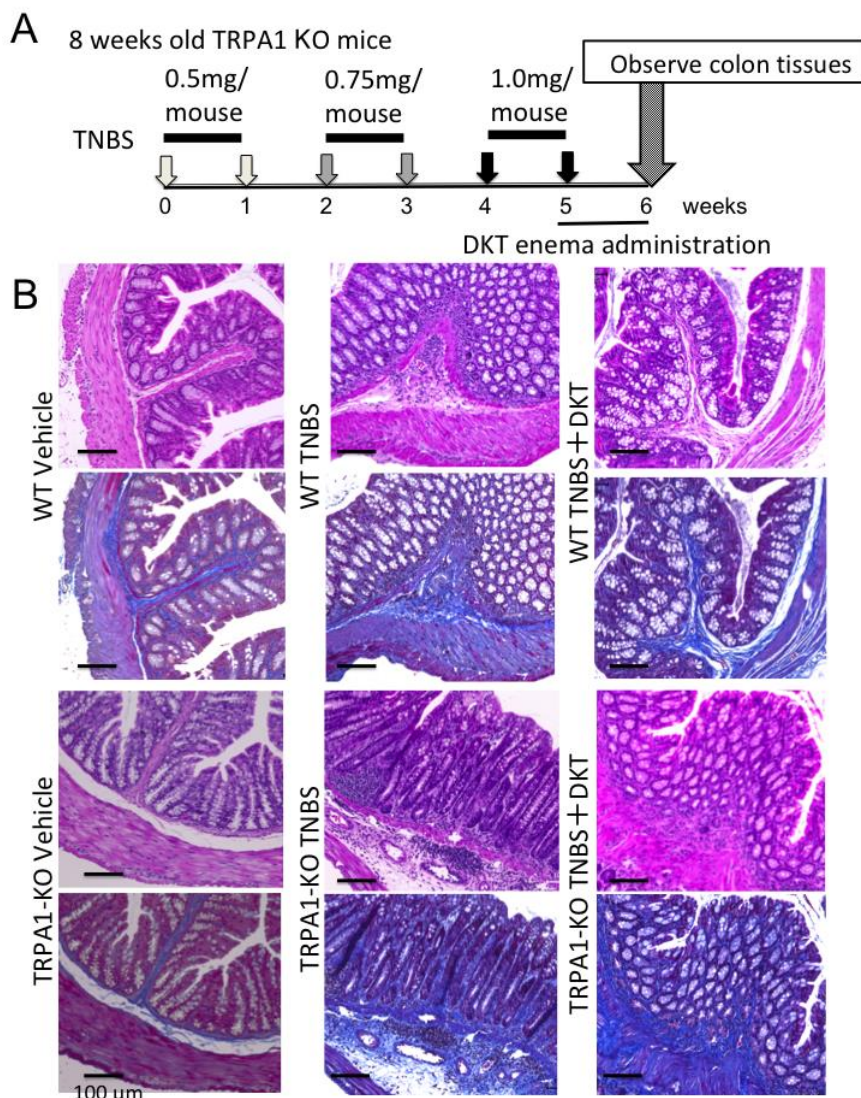 A
8 weeks old TRPA1 KO mice
Observe colon tissues
0.5mg/ 0.75mg/ 1.0mg/
mouse mouse mouse
TNBS
0 1 2 3 4 5 6 weeks
DKT enema administration
B
WT Vehicle
WT TNBS
WT TNBS+DKT
TRPA1-KO Vehicle
TRPA1-KO TNBS
TRPA1-KO TNBS+DKT
100 μm